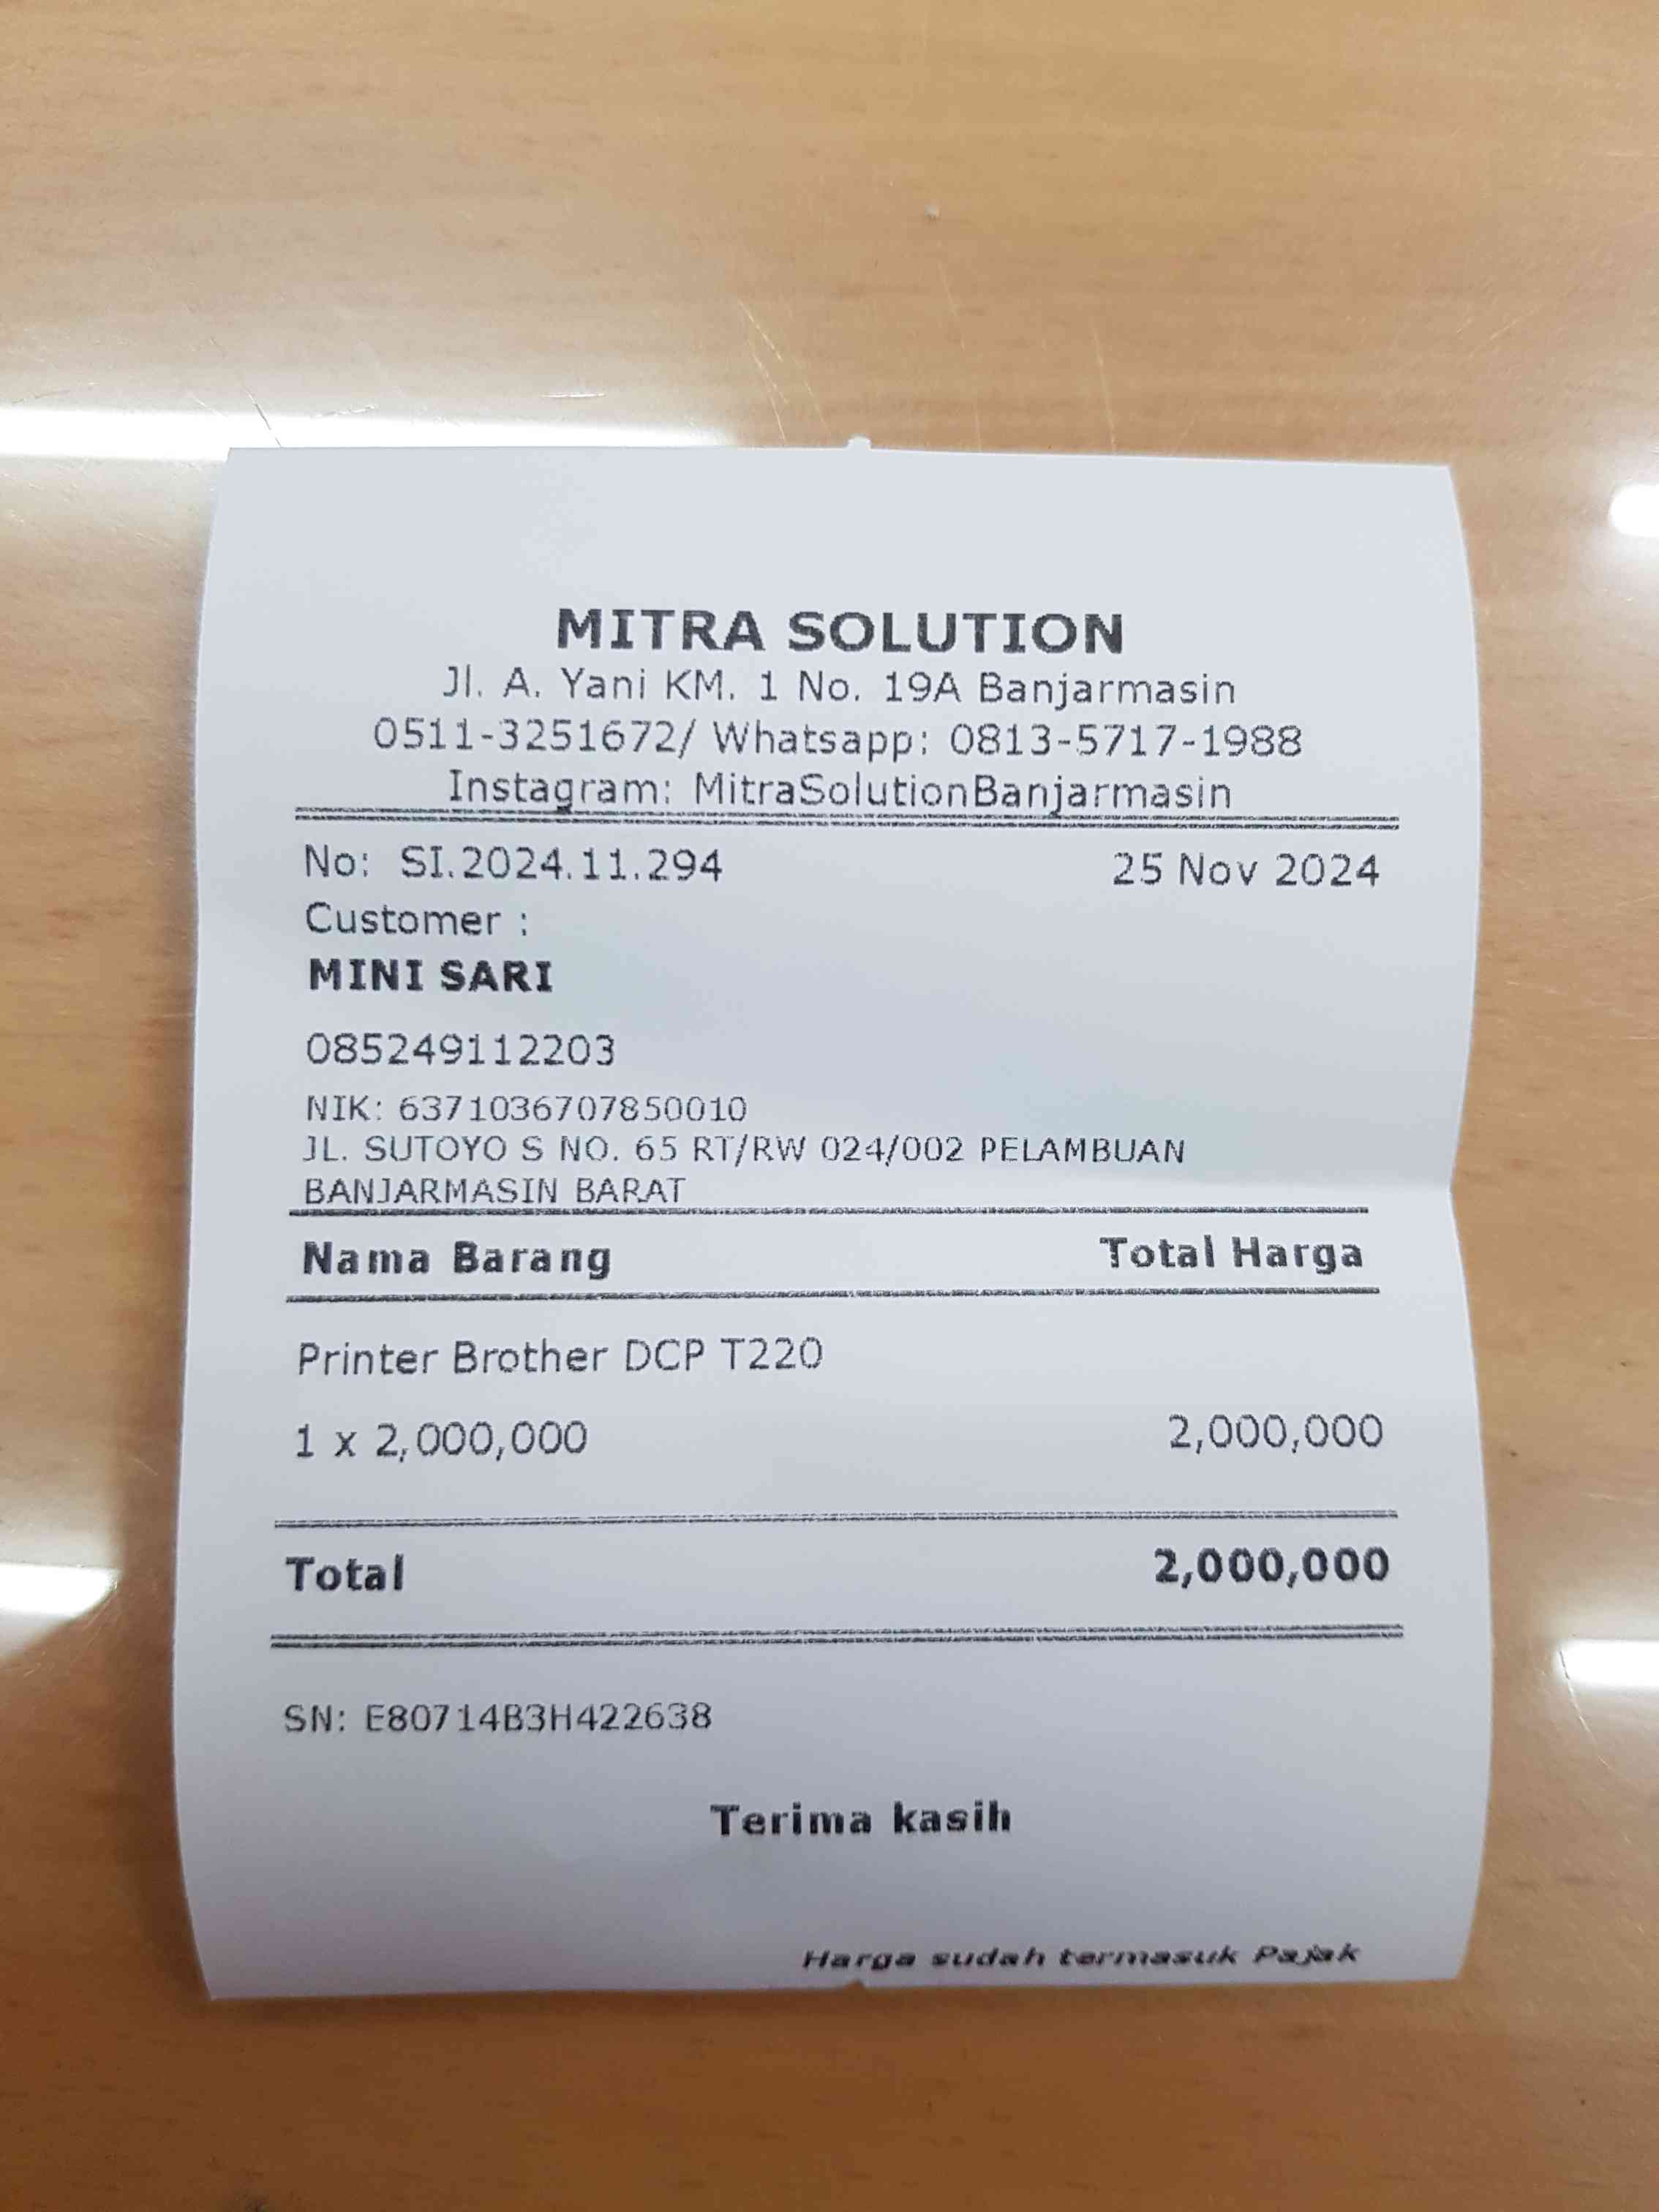 MITRA SOLUTION
Jl. A. Yani KM. 1 No. 19A Banjarmasin
0511-3251672/ Whatsapp: 0813-5717-1988
Instagram: MitraSolutionBanjarmasin
No: SI.2024.11.294 25 Nov 2024
Customer :
MINI SARI
085249112203
NIK: 6371036707850010
JL. SUTOYO S NO. 65 RT/RW 024/002 PELAMBUAN
BANJARMASIN BARAT
Nama Barang Total Harga
Printer Brother DCP T220
1 x 2,000,000 2,000,000
Total 2,000,000
SN: E80714B3H422638
Terima kasih
Harga sudah termasuk Pajak